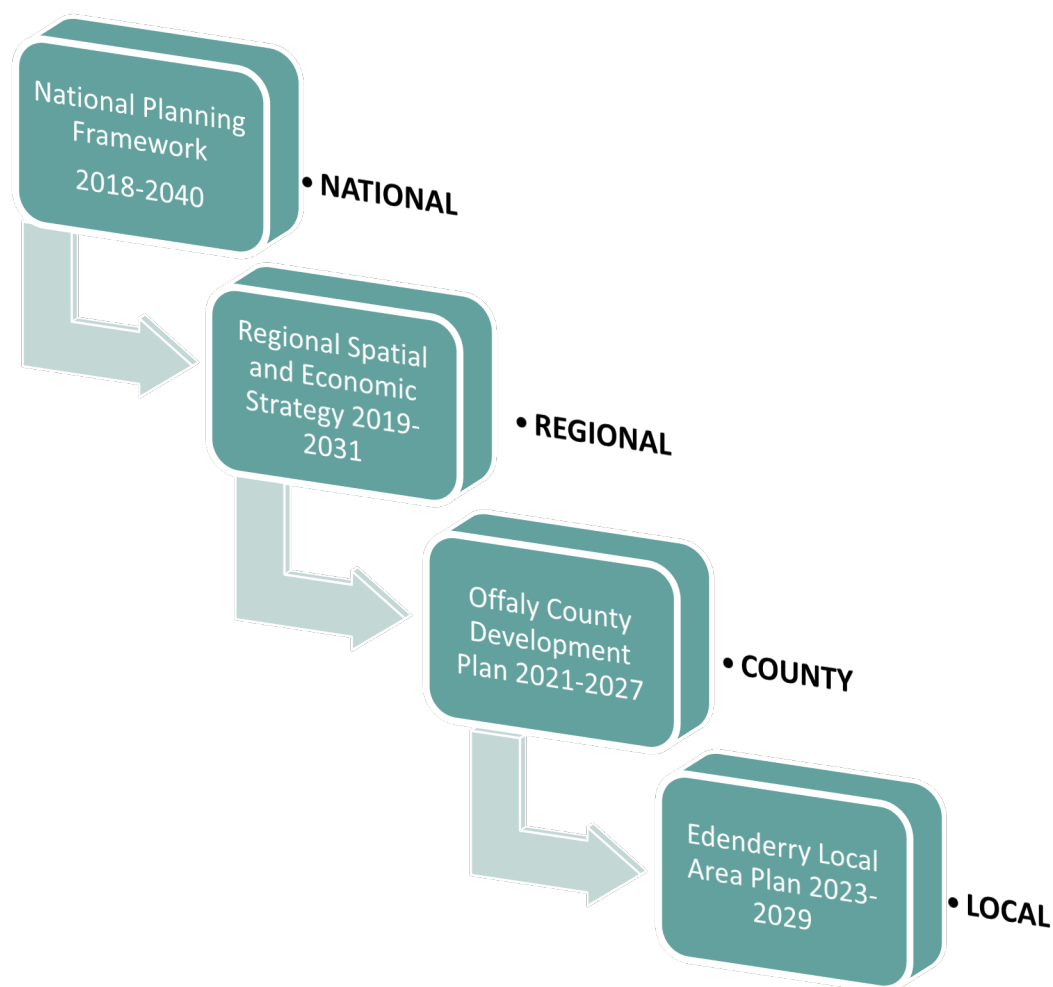 National Planning
Framework
2018-2040
• NATIONAL
Regional Spatial
and Economic
Strategy 2019-
2031
• REGIONAL
Offaly County
Development
Plan 2021-2027
• COUNTY
Edenderry Local
Area Plan 2023-
2029
• LOCAL